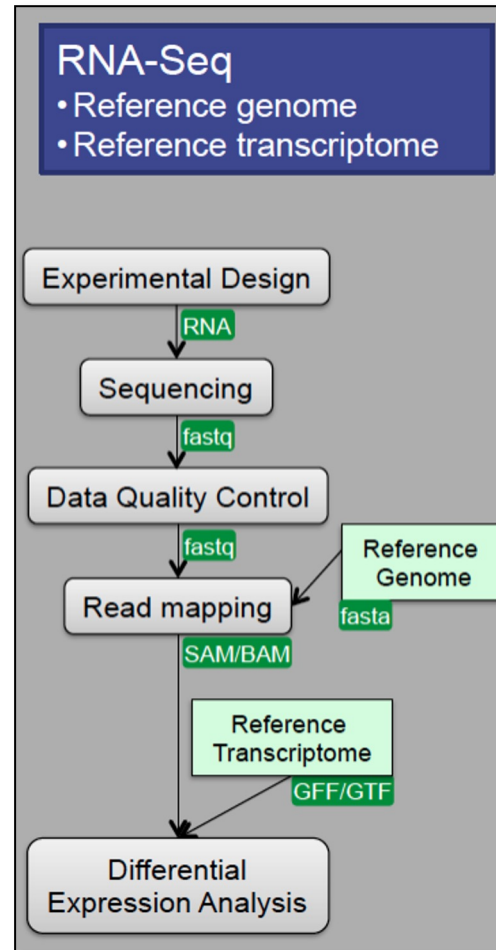 RNA-Seq
• Reference genome
• Reference transcriptome
Experimental Design
RNA
Sequencing
fastq
Data Quality Control
fastq
Reference
Genome
fasta
Read mapping
SAM/BAM
Reference
Transcriptome
GFF/GTF
Differential
Expression Analysis